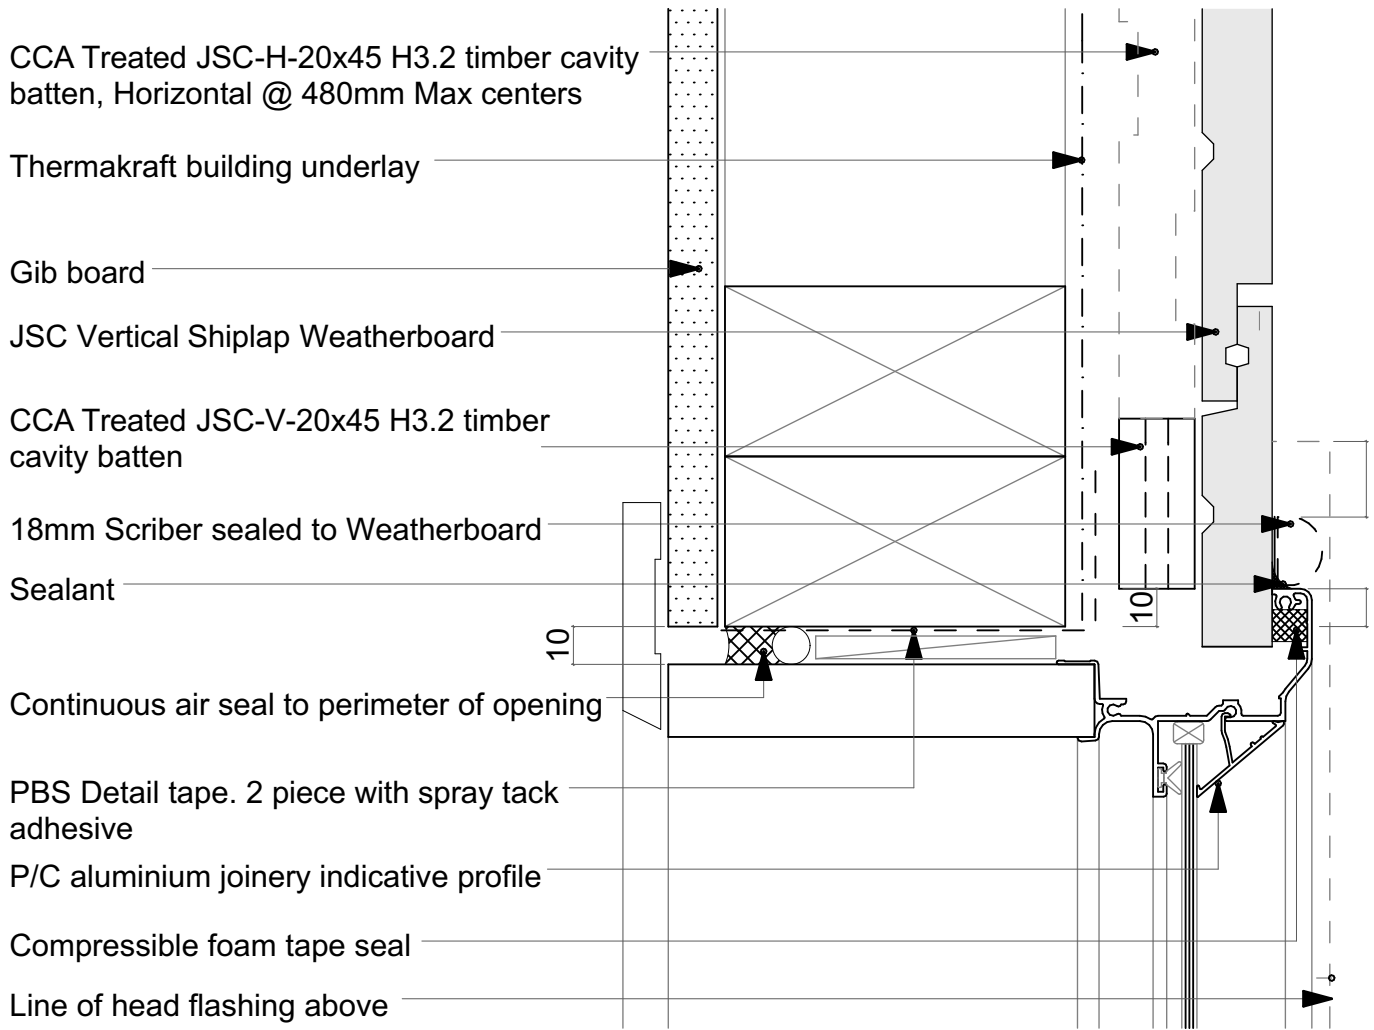 CCA Treated JSC-H-20x45 H3.2 timber cavity
batten, Horizontal @ 480mm Max centers
Thermakraft building underlay
Gib board
JSC Vertical Shiplap Weatherboard
CCA Treated JSC-V-20x45 H3.2 timber
cavity batten
18mm Scriber sealed to Weatherboard
Sealant
10
10
Continuous air seal to perimeter of opening
PBS Detail tape. 2 piece with spray tack
adhesive
P/C aluminium joinery indicative profile
Compressible foam tape seal
Line of head flashing above